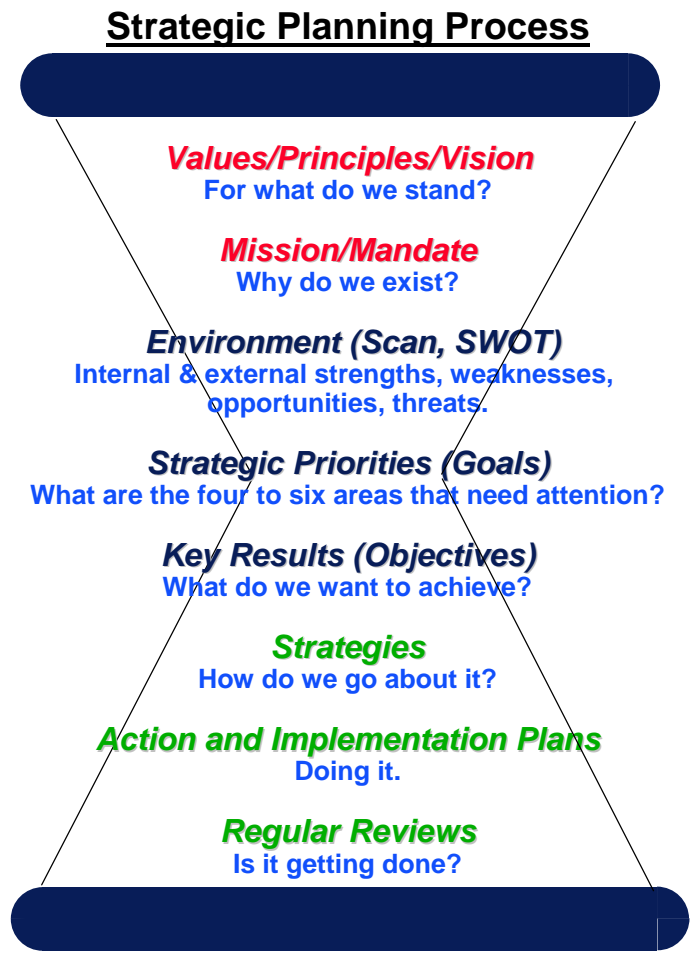 Strategic Planning Process
Values/Principles/Vision
For what do we stand?
Mission/Mandate
Why do we exist?
Environment (Scan, SWOT)
Internal & external strengths, weaknesses,
opportunities, threats.
Strategic Priorities (Goals)
What are the four to six areas that need attention?
Key Results (Objectives)
What do we want to achieve?
Strategies
How do we go about it?
Action and Implementation Plans
Doing it.
Regular Reviews
Is it getting done?